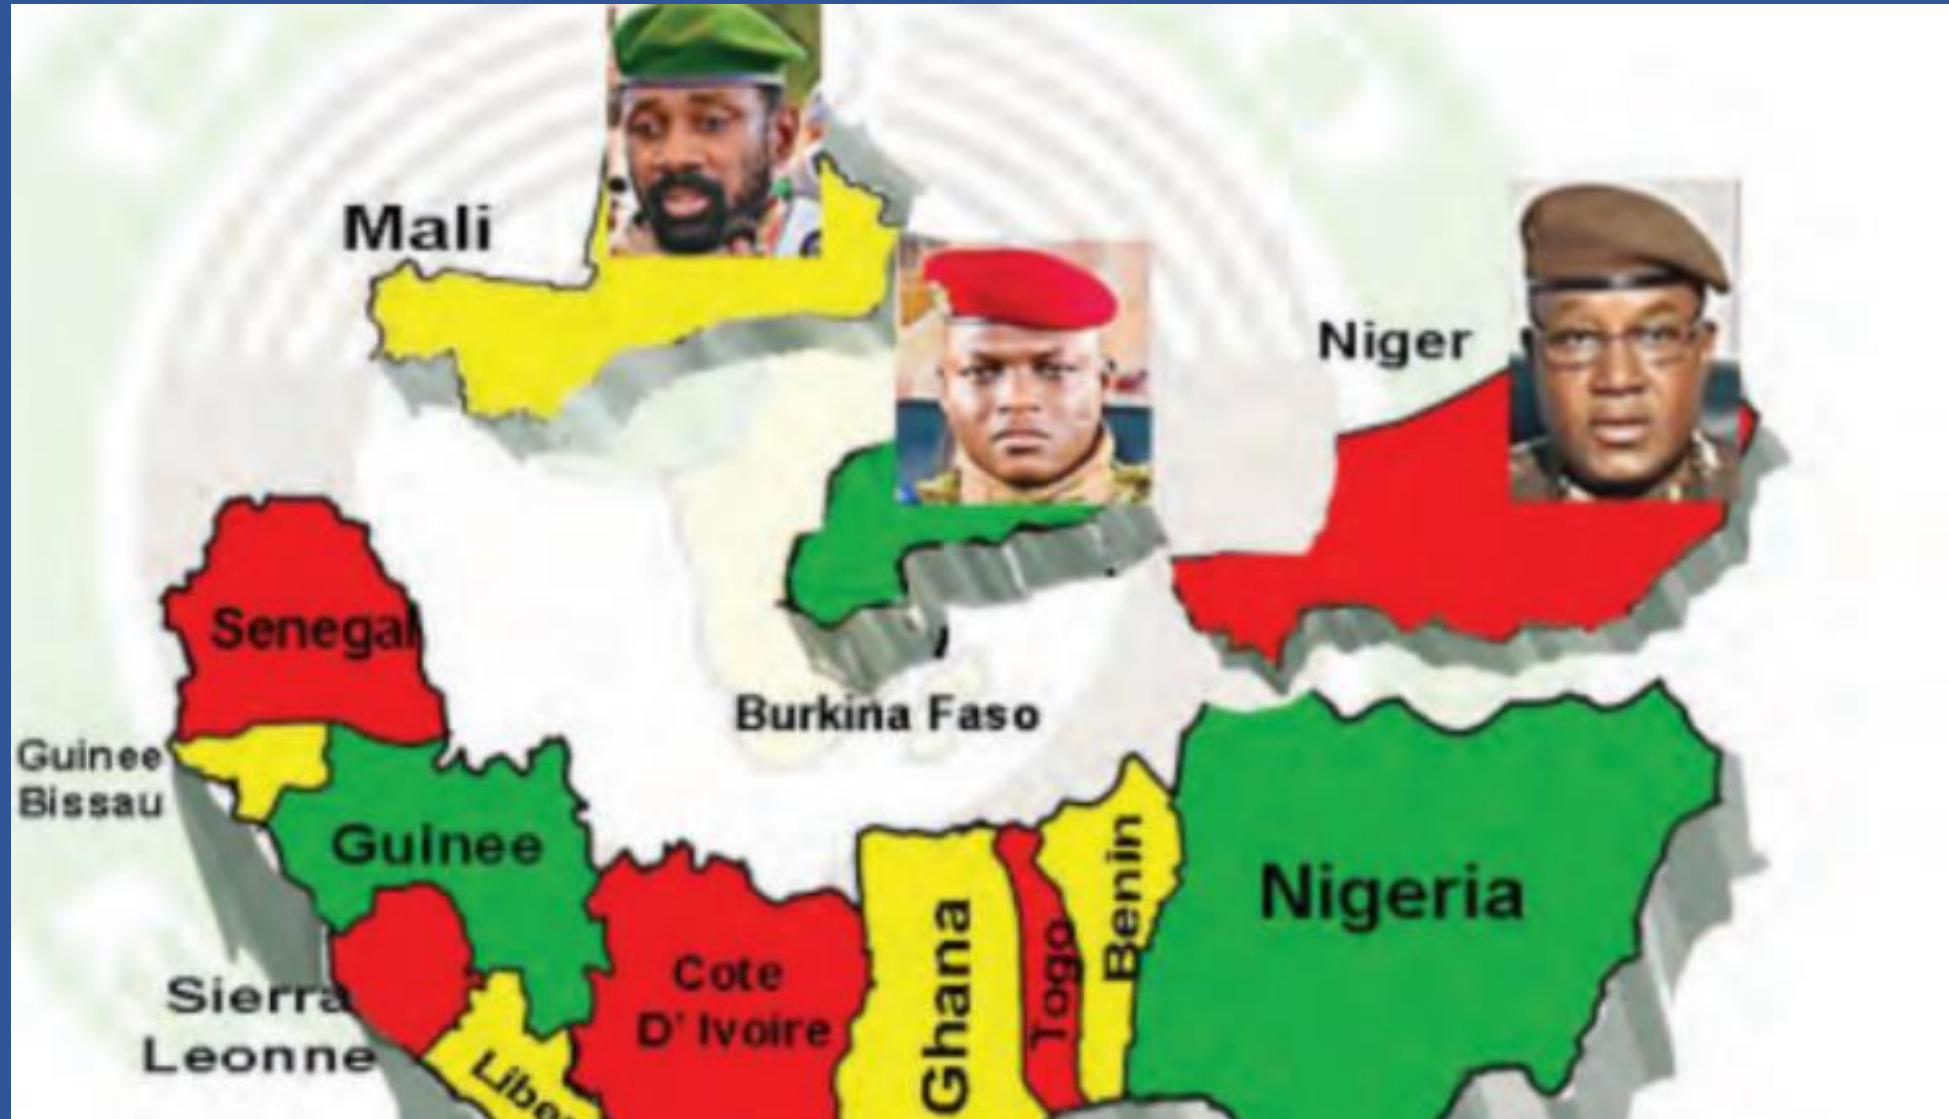 Mali
Niger
Senegal
Burkina Faso
Guinee
Bissau
Guinee
Nigeria
Benin
Togo
Ghana
Cote
D' Ivoire
Sierra
Leonne